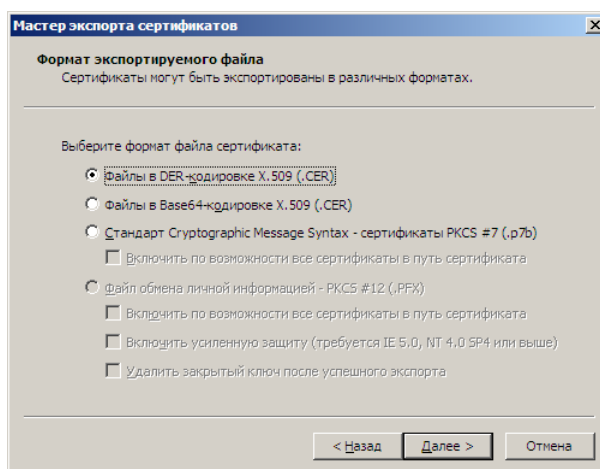 Мастер экспорта сертификатов
Формат экспортируемого файла
Сертификаты могут быть экспортированы в различных форматах.
Выберите формат файла сертификата:
Файлы в DER-кодировке X.509 (.CER)
Файлы в Base64-кодировке X.509 (.CER)
Стандарт Cryptographic Message Syntax - сертификаты PKCS #7 (.p7b)
Включить по возможности все сертификаты в путь сертификата
Файл обмена личной информацией - PKCS #12 (.PFX)
Включить по возможности все сертификаты в путь сертификата
Включить усиленную защиту (требуется IE 5.0, NT 4.0 SP4 или выше)
Удалить закрытый ключ после успешного экспорта
< Назад Далее > Отмена